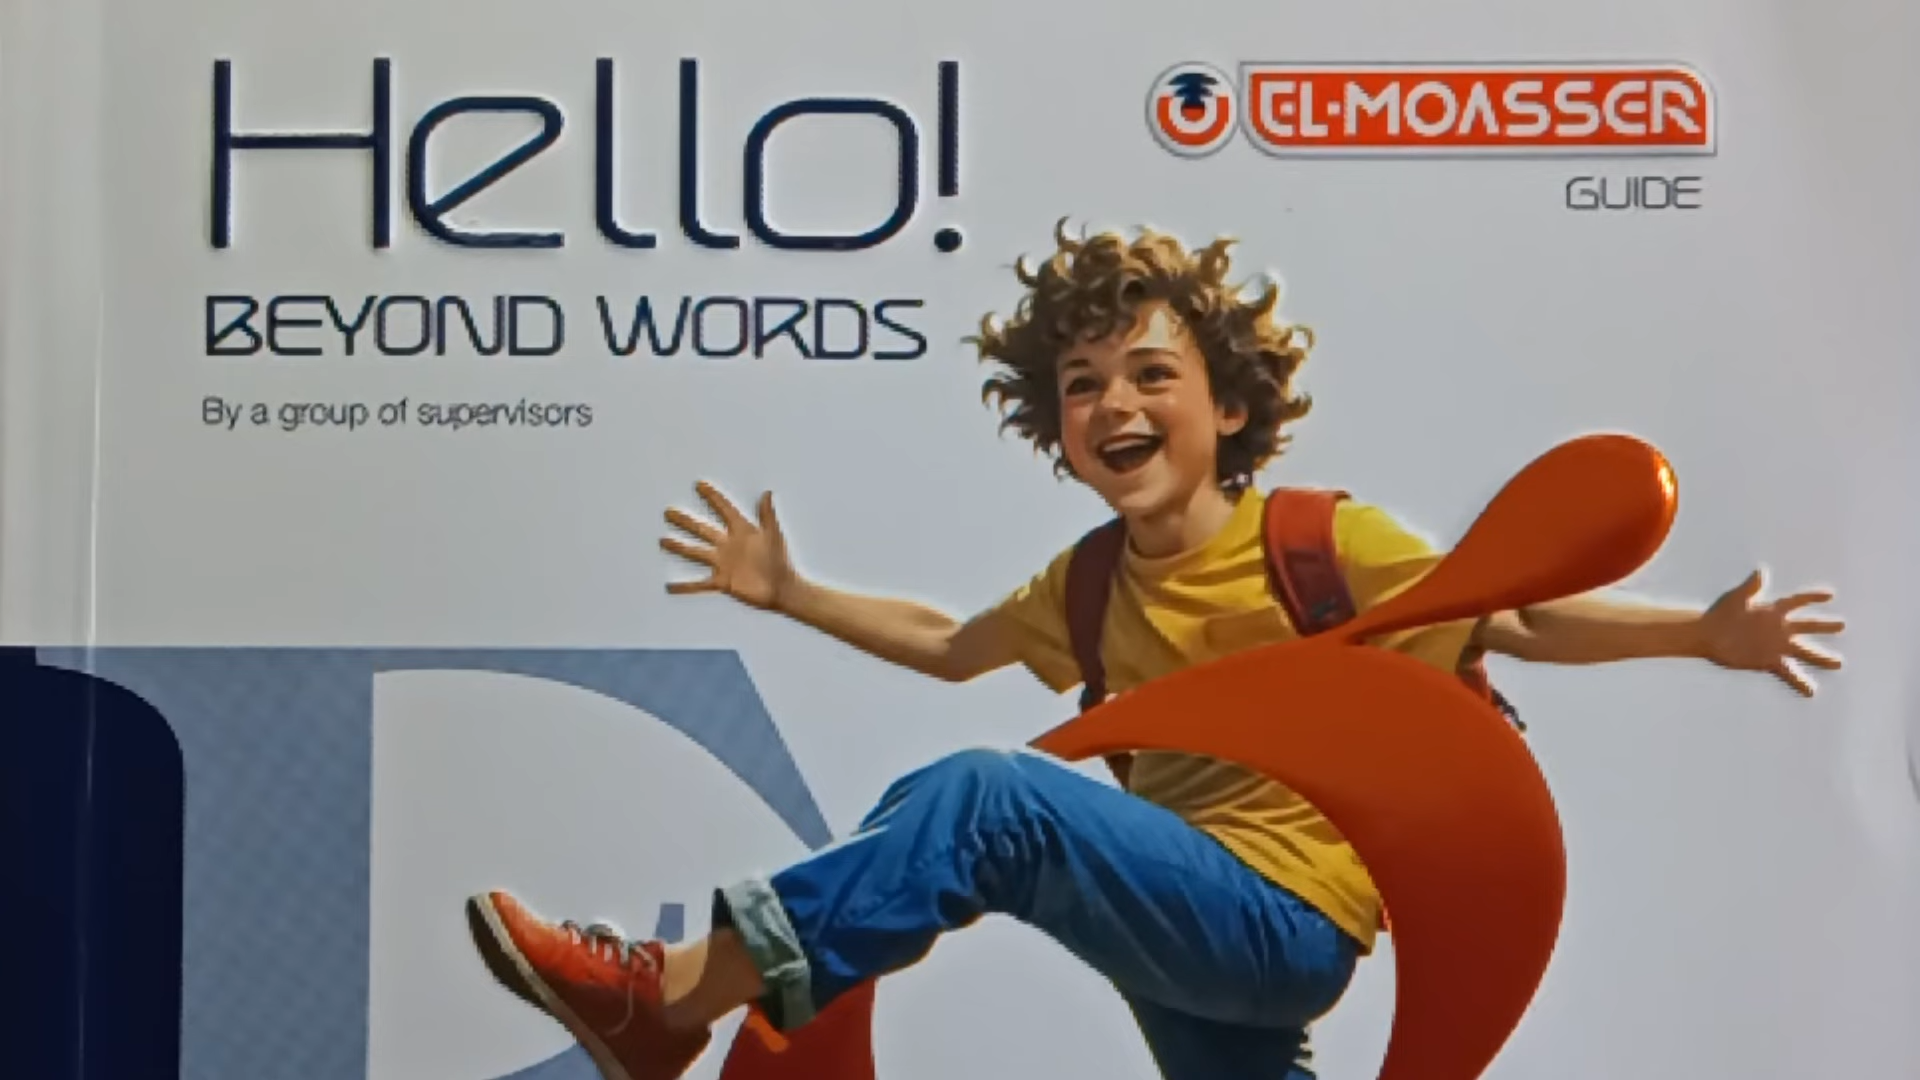 Hello!
BEYOND WORDS
By a group of supervisors
EL-MOASSER
GUIDE